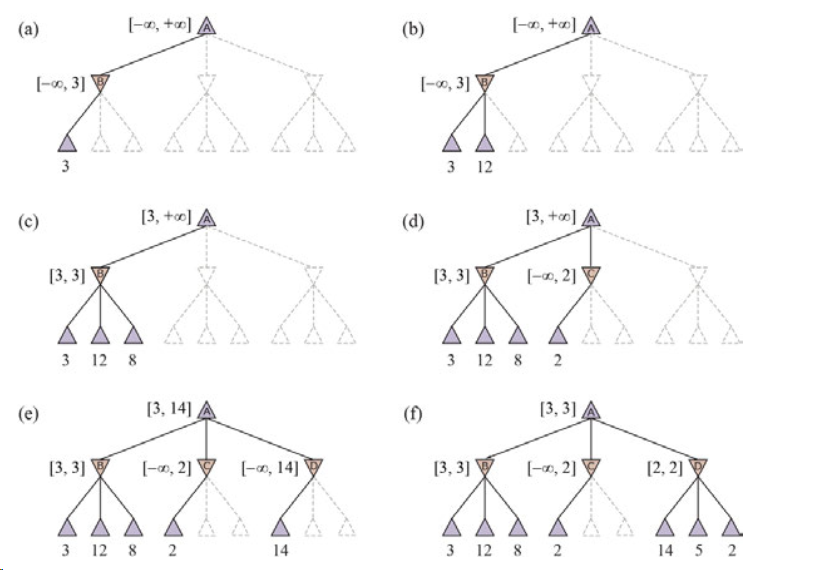 (a) [−∞, +∞] A
[−∞, 3] B
3
(b) [−∞, +∞] A
[−∞, 3] B
3 12
(c) [3, +∞] A
[3, 3] B
3 12 8
(d) [3, +∞] A
[3, 3] B [−∞, 2] C
3 12 8 2
(e) [3, 14] A
[3, 3] B [−∞, 2] C [−∞, 14] D
3 12 8 2 14
(f) [3, 3] A
[3, 3] B [−∞, 2] C [2, 2] D
3 12 8 2 14 5 2